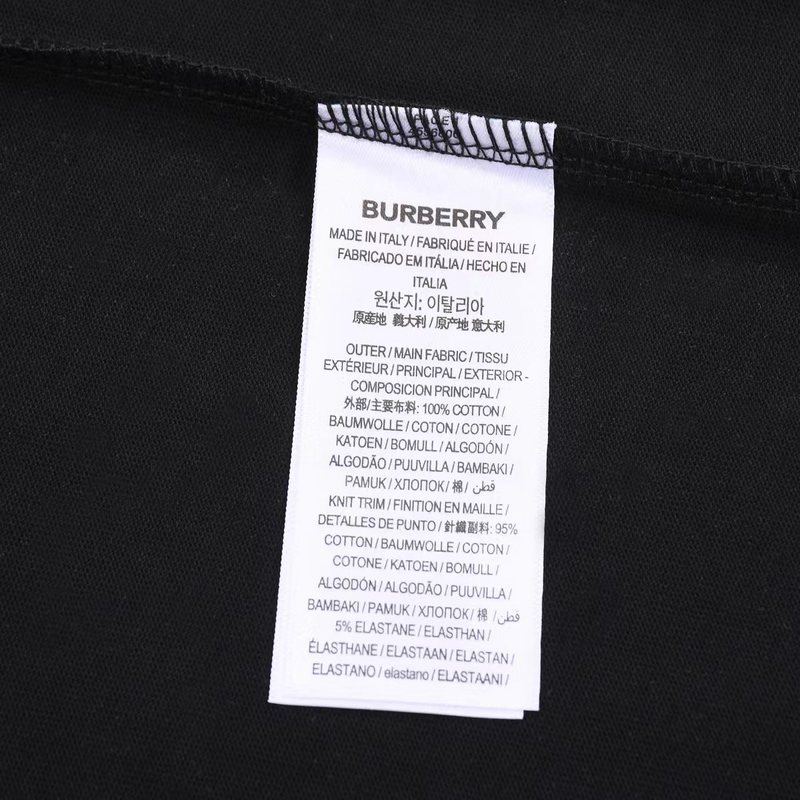 BURBERRY
MADE IN ITALY / FABRIQUÉ EN ITALIE /
FABRICADO EM ITÁLIA / HECHO EN
ITALIA
원산지: 이탈리아
原産地 義大利 / 原产地 意大利
OUTER / MAIN FABRIC / TISSU
EXTÉRIEUR / PRINCIPAL / EXTERIOR -
COMPOSICION PRINCIPAL /
外部/主要布料: 100% COTTON /
BAUMWOLLE / COTON / COTONE /
KATOEN / BOMULL / ALGODÓN /
ALGODÃO / PUUVILLA / BAMBAKI /
PAMUK / ХЛОПОК / 棉 / قطن
KNIT TRIM / FINITION EN MAILLE /
DETALLES DE PUNTO / 針織副料: 95%
COTTON / BAUMWOLLE / COTON /
COTONE / KATOEN / BOMULL /
ALGODÓN / ALGODÃO / PUUVILLA /
BAMBAKI / PAMUK / ХЛОПОК / 棉 / قطن /
5% ELASTANE / ELASTHAN /
ÉLASTHANE / ELASTAAN / ELASTAN /
ELASTANO / elastano / ELASTAANI /